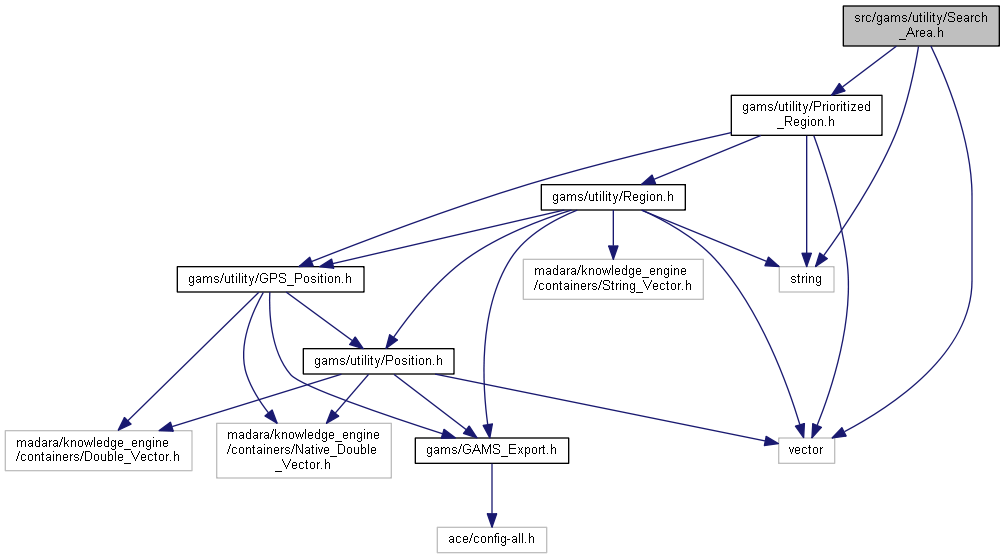 src/gams/utility/Search
_Area.h
gams/utility/Prioritized
_Region.h
gams/utility/Region.h
madara/knowledge_engine
/containers/String_Vector.h
string
gams/utility/GPS_Position.h
gams/utility/Position.h
madara/knowledge_engine
/containers/Double_Vector.h
madara/knowledge_engine
/containers/Native_Double
_Vector.h
gams/GAMS_Export.h
vector
ace/config-all.h